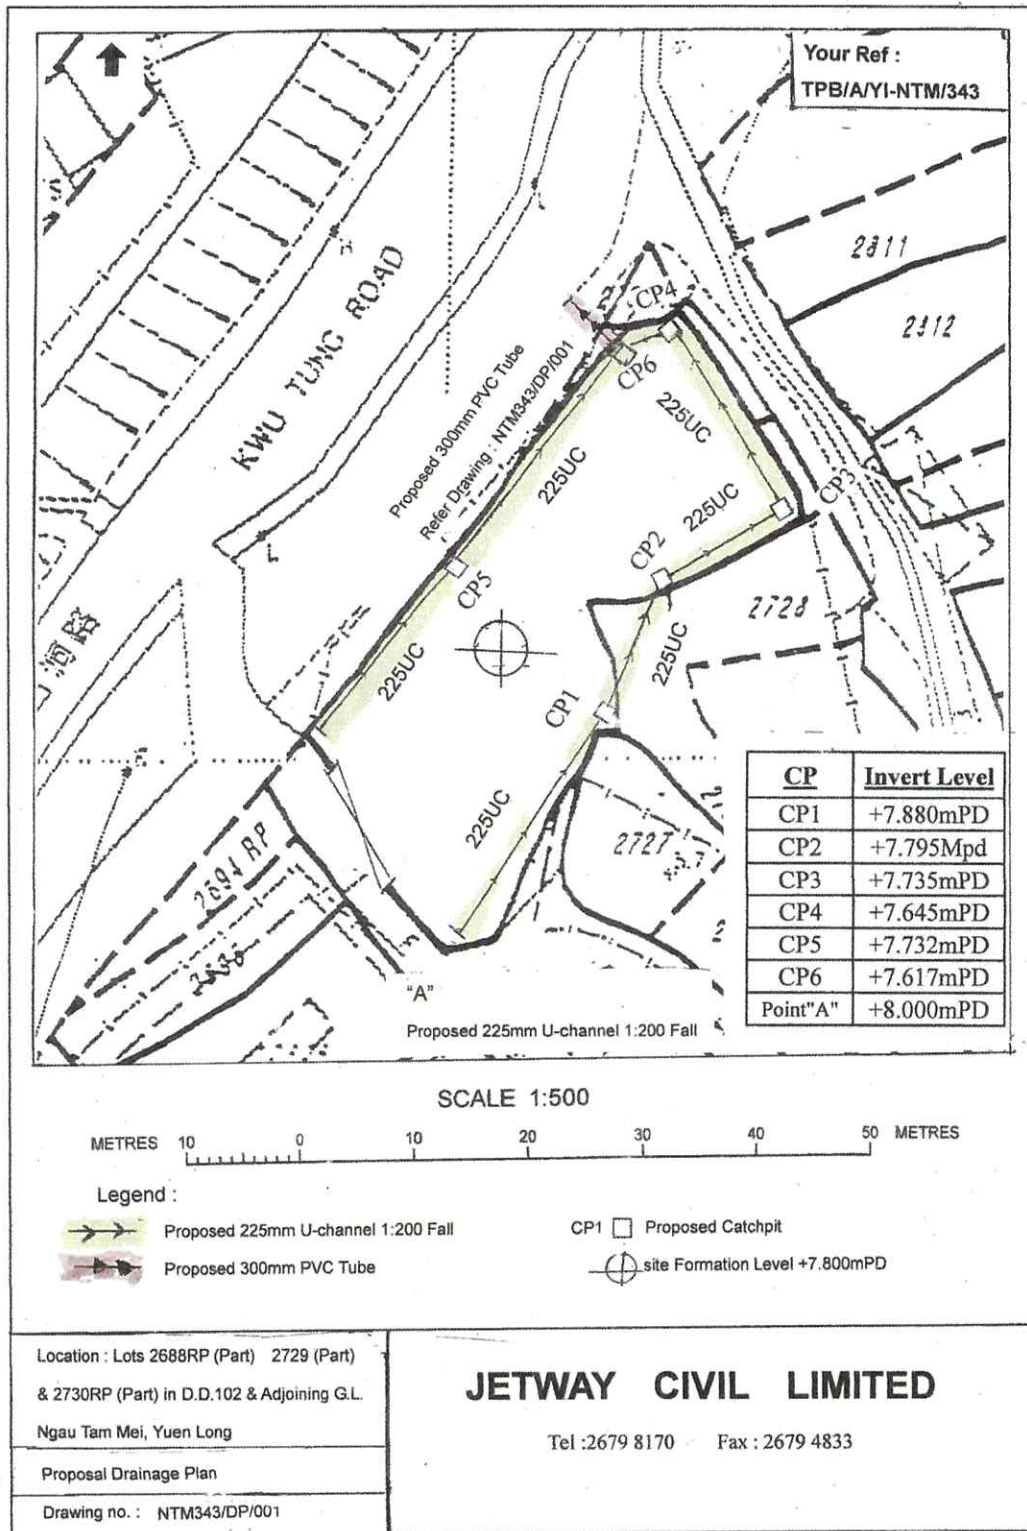 Your Ref :
TPB/A/YI-NTM/343
2811
2812
KWU TUNG ROAD
Proposed 300mm PVC Tube
Refer Drawing : NTM343/DP/001
CP4
CP6
225UC
225UC
225UC
CP3
CP2
CP5
2728
225UC
225UC
CP1
225UC
2727
2691 RP
"A"
Proposed 225mm U-channel 1:200 Fall
CP Invert Level
CP1 +7.880mPD
CP2 +7.795Mpd
CP3 +7.735mPD
CP4 +7.645mPD
CP5 +7.732mPD
CP6 +7.617mPD
Point"A" +8.000mPD
SCALE 1:500
METRES 10 0 10 20 30 40 50 METRES
Legend :
Proposed 225mm U-channel 1:200 Fall
CP1 Proposed Catchpit
Proposed 300mm PVC Tube
site Formation Level +7.800mPD
Location : Lots 2688RP (Part) 2729 (Part)
& 2730RP (Part) in D.D.102 & Adjoining G.L.
Ngau Tam Mei, Yuen Long
Proposal Drainage Plan
Drawing no. : NTM343/DP/001
JETWAY CIVIL LIMITED
Tel :2679 8170 Fax : 2679 4833